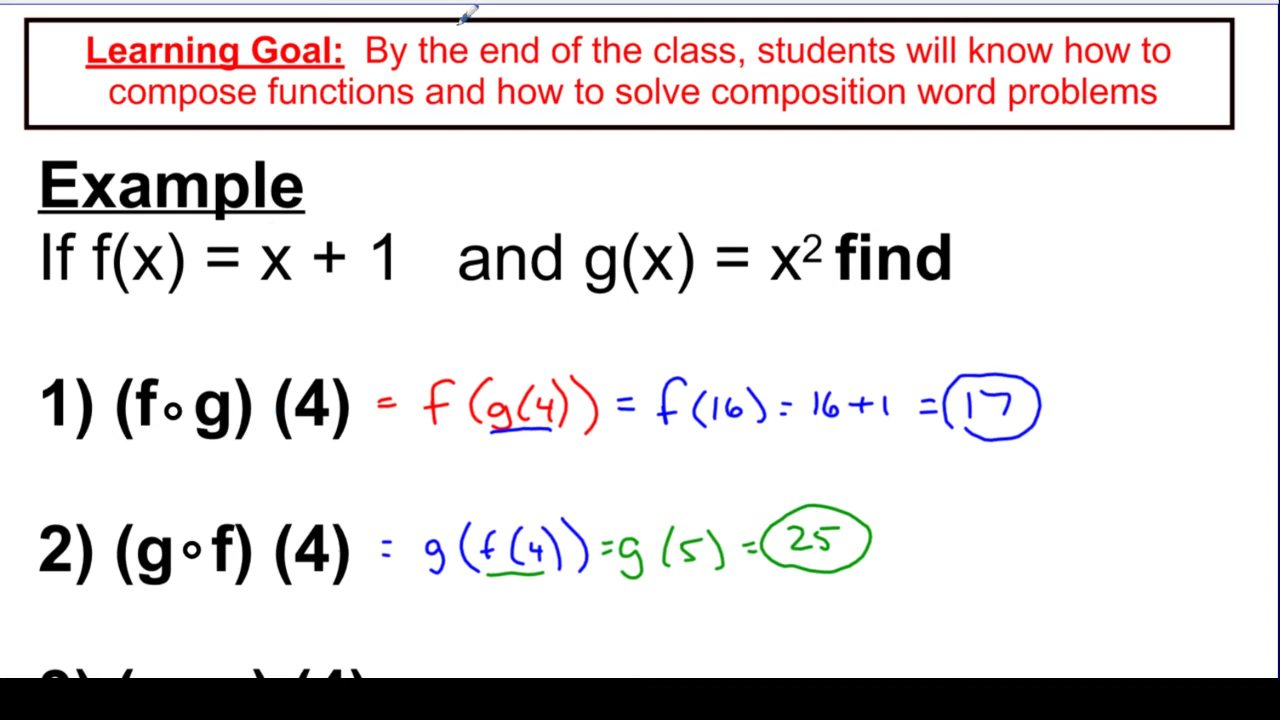 Learning Goal: By the end of the class, students will know how to
compose functions and how to solve composition word problems
Example
If f(x) = x + 1 and g(x) = x² find
1) (f∘g) (4) = f(g(4)) = f(16) = 16+1 = 17
2) (g∘f) (4) = g(f(4)) = g(5) = 25